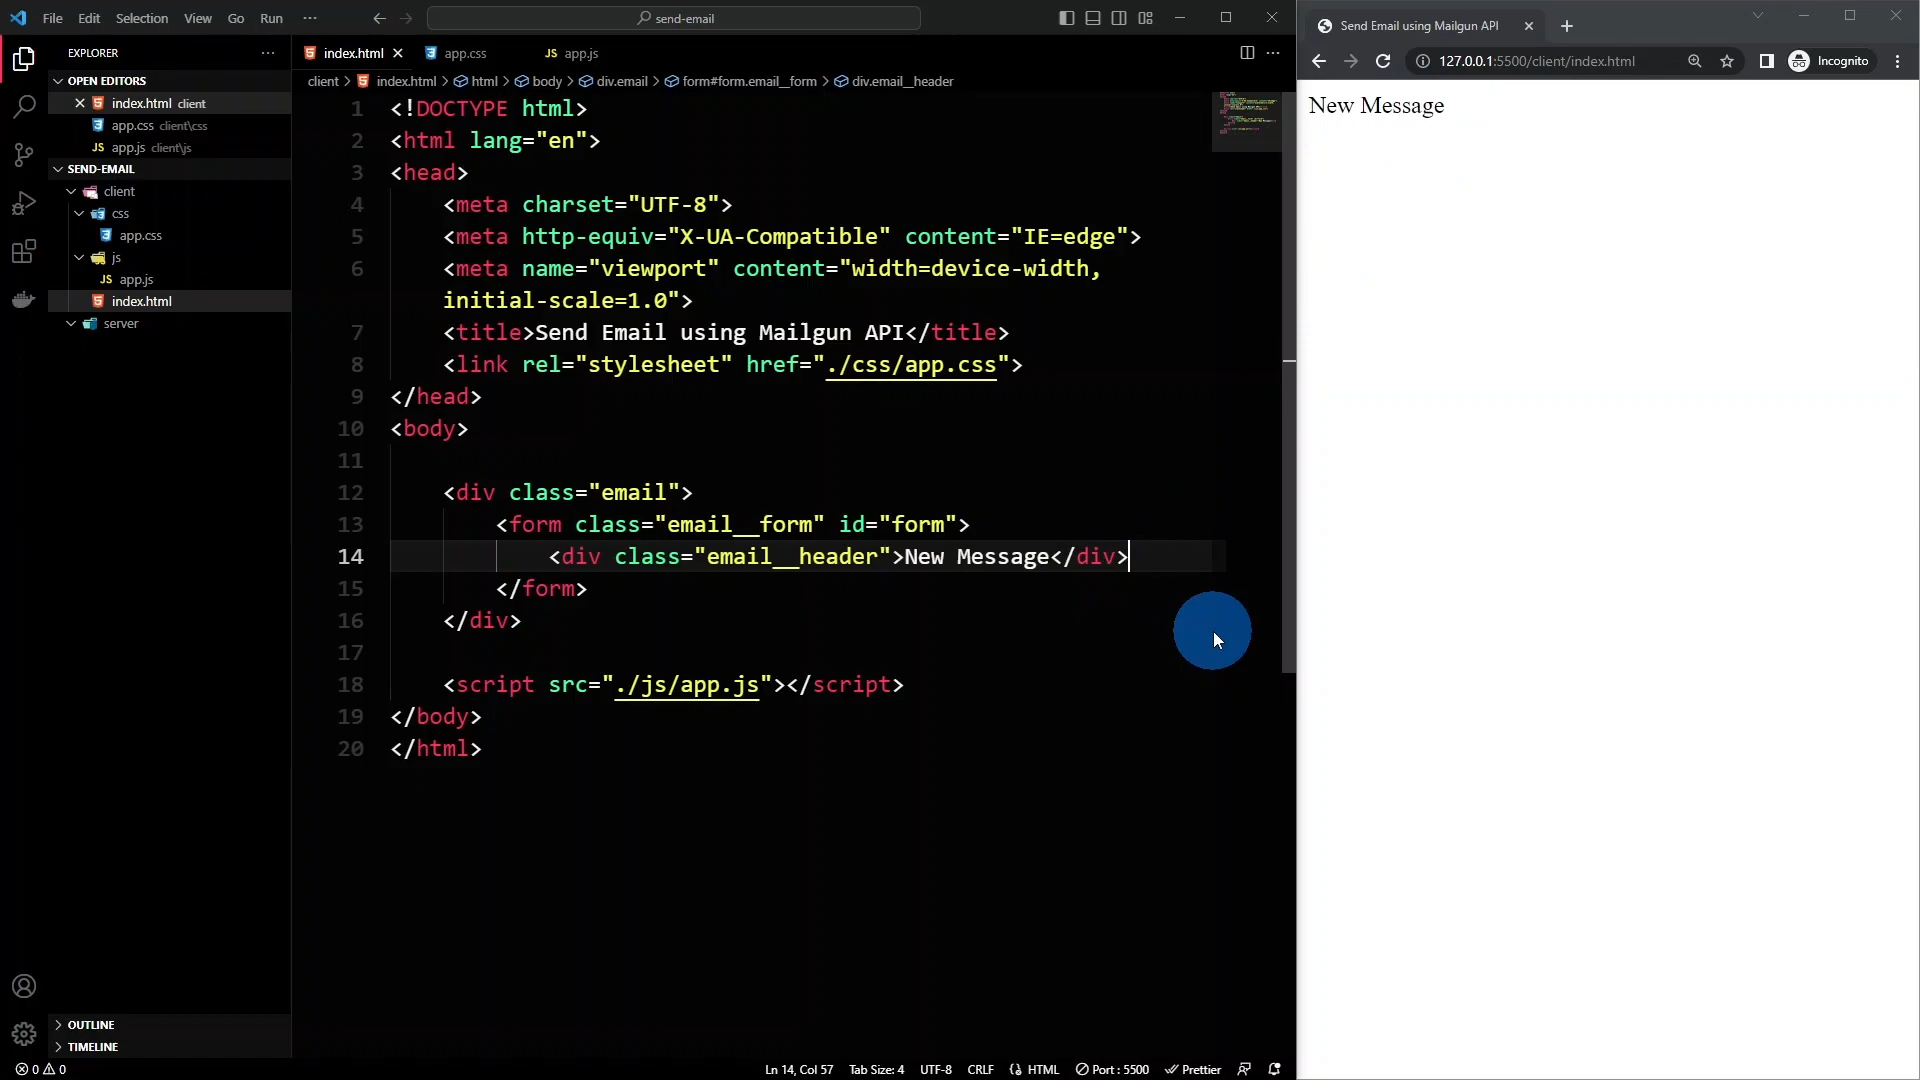 File Edit Selection View Go Run ···
send-email
EXPLORER
OPEN EDITORS
index.html client
app.css client\css
JS app.js client\js
SEND-EMAIL
client
css
app.css
js
JS app.js
index.html
server
OUTLINE
TIMELINE
index.html
app.css
JS app.js
client > index.html > html > body > div.email > form#form.email__form > div.email__header
1 <!DOCTYPE html>
2 <html lang="en">
3 <head>
4 <meta charset="UTF-8">
5 <meta http-equiv="X-UA-Compatible" content="IE=edge">
6 <meta name="viewport" content="width=device-width,
initial-scale=1.0">
7 <title>Send Email using Mailgun API</title>
8 <link rel="stylesheet" href="./css/app.css">
9 </head>
10 <body>
11
12 <div class="email">
13 <form class="email__form" id="form">
14 <div class="email__header">New Message</div>
15 </form>
16 </div>
17
18 <script src="./js/app.js"></script>
19 </body>
20 </html>
0 0
Ln 14, Col 57 Tab Size: 4 UTF-8 CRLF HTML Port : 5500 Prettier
Send Email using Mailgun API
127.0.0.1:5500/client/index.html
Incognito
New Message